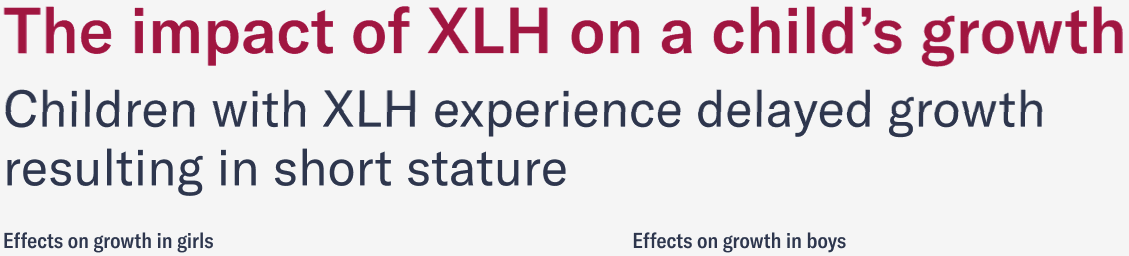 The impact of XLH on a child’s growth
Children with XLH experience delayed growth
resulting in short stature
Effects on growth in girls
Effects on growth in boys